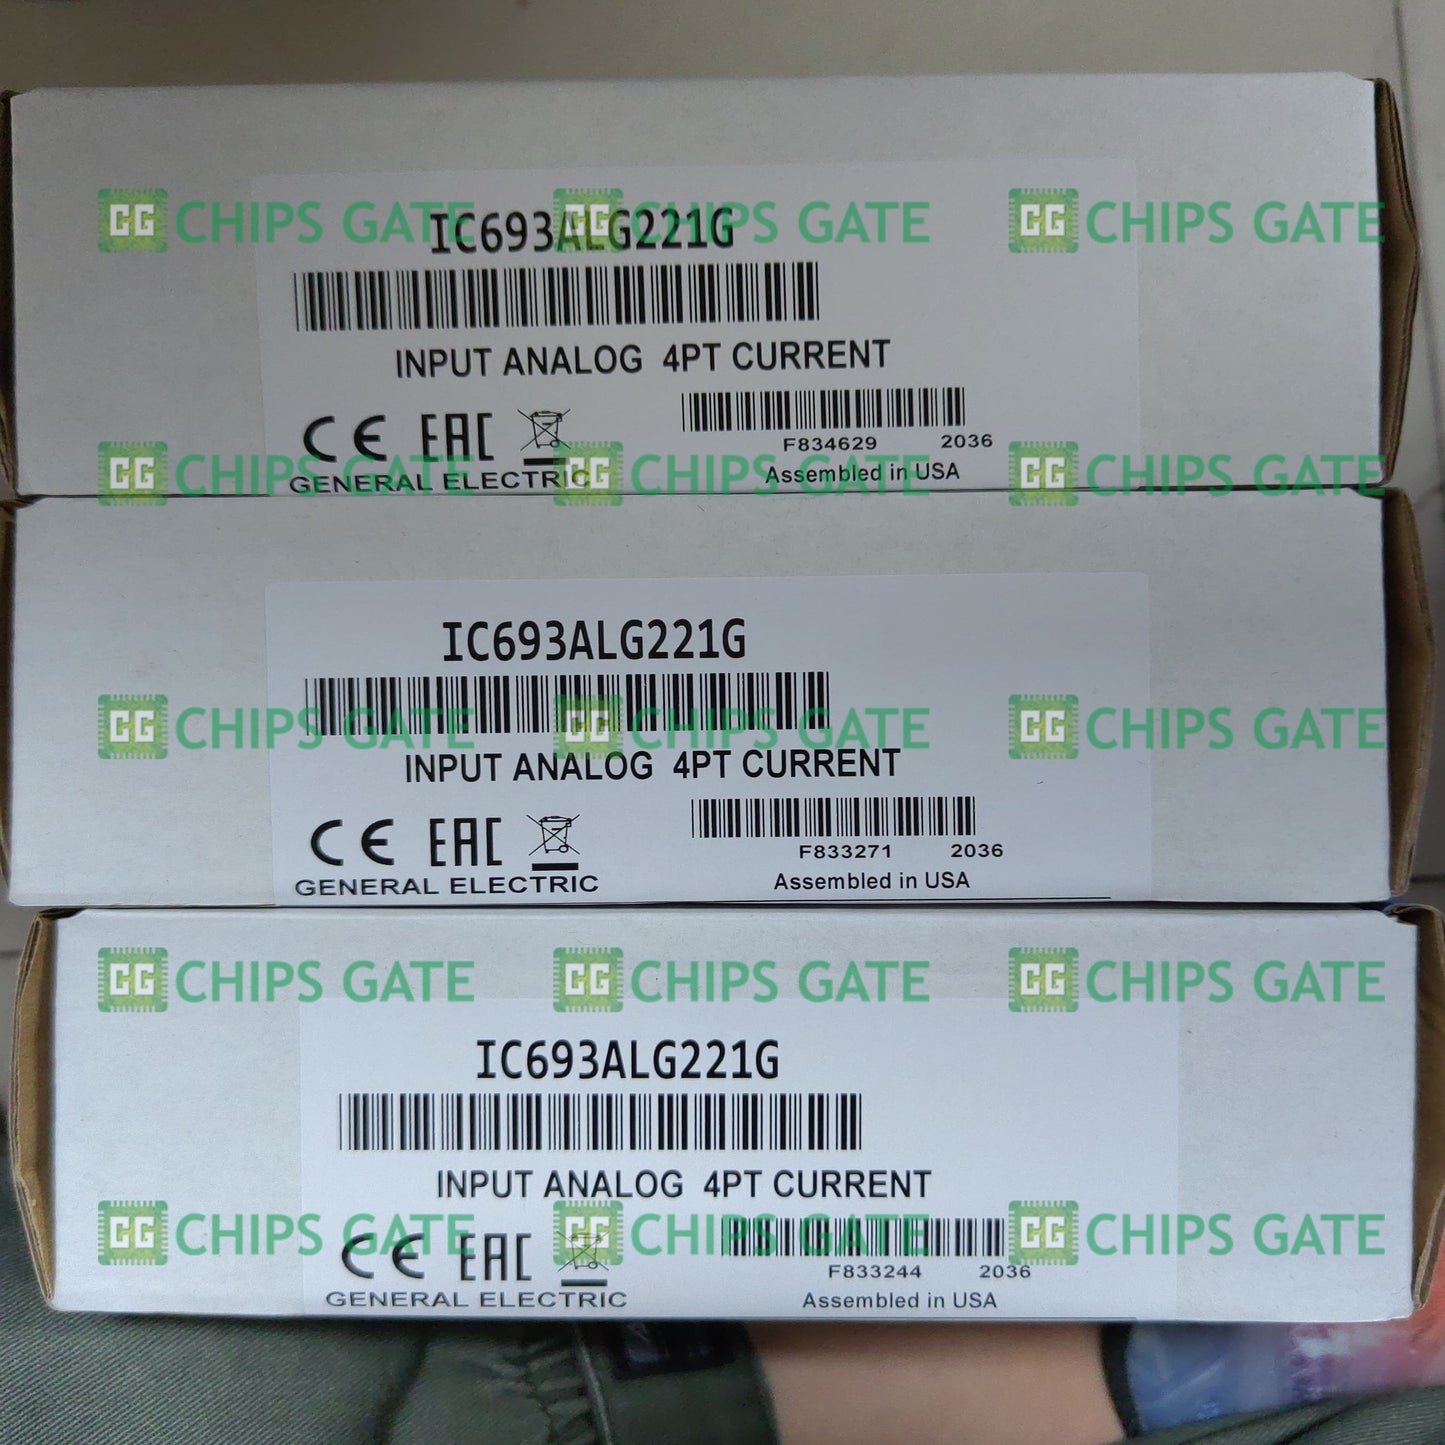 CG CHIPS GATE CG CHIPS GATE CG CHIPS GATE
IC693ALG221G
INPUT ANALOG 4PT CURRENT
CE EAC
F834629 2036
GENERAL ELECTRIC Assembled in USA
CG CHIPS GATE CG CHIPS GATE CG CHIPS GATE
IC693ALG221G
CG CHIPS GATE CG CHIPS GATE CG CHIPS GATE
INPUT ANALOG 4PT CURRENT
CE EAC
F833271 2036
GENERAL ELECTRIC Assembled in USA
CG CHIPS GATE CG CHIPS GATE CG CHIPS GATE
IC693ALG221G
INPUT ANALOG 4PT CURRENT
CG CHIPS GATE CG CHIPS GATE CG CHIPS GATE
CE EAC
F833244 2036
GENERAL ELECTRIC Assembled in USA